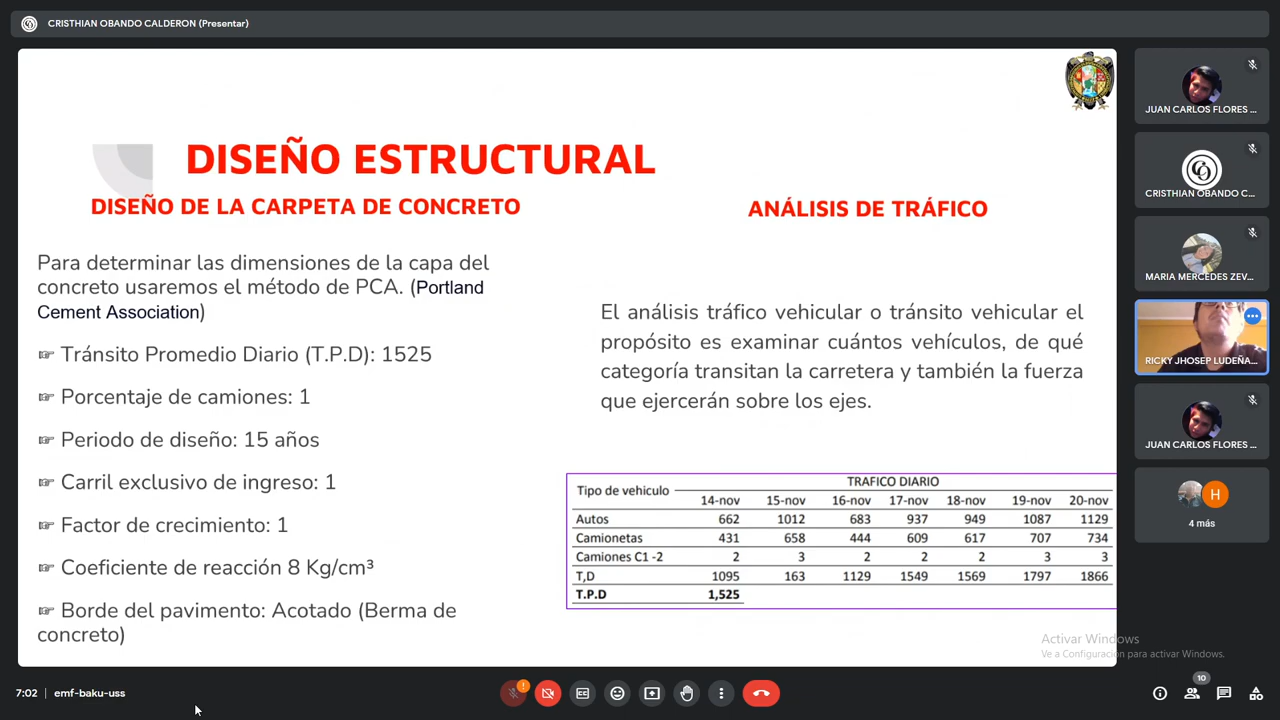 CRISTHIAN OBANDO CALDERON (Presentar)
DISEÑO ESTRUCTURAL
DISEÑO DE LA CARPETA DE CONCRETO
Para determinar las dimensiones de la capa del
concreto usaremos el método de PCA. (Portland
Cement Association)
Tránsito Promedio Diario (T.P.D): 1525
Porcentaje de camiones: 1
Periodo de diseño: 15 años
Carril exclusivo de ingreso: 1
Factor de crecimiento: 1
Coeficiente de reacción 8 Kg/cm³
Borde del pavimento: Acotado (Berma de
concreto)
ANÁLISIS DE TRÁFICO
El análisis tráfico vehicular o tránsito vehicular el
propósito es examinar cuántos vehículos, de qué
categoría transitan la carretera y también la fuerza
que ejercerán sobre los ejes.
Tipo de vehiculo TRAFICO DIARIO
14-nov 15-nov 16-nov 17-nov 18-nov 19-nov 20-nov
Autos 662 1012 683 937 949 1087 1129
Camionetas 431 658 444 609 617 707 734
Camiones C1 -2 2 3 2 2 2 3 3
T,D 1095 163 1129 1549 1569 1797 1866
T.P.D 1,525
Activar Windows
Ve a Configuración para activar Windows.
JUAN CARLOS FLORES ...
CRISTHIAN OBANDO C...
MARIA MERCEDES ZEV...
RICKY JHOSEP LUDEÑA...
JUAN CARLOS FLORES ...
H
4 más
7:02 emf-baku-uss
10